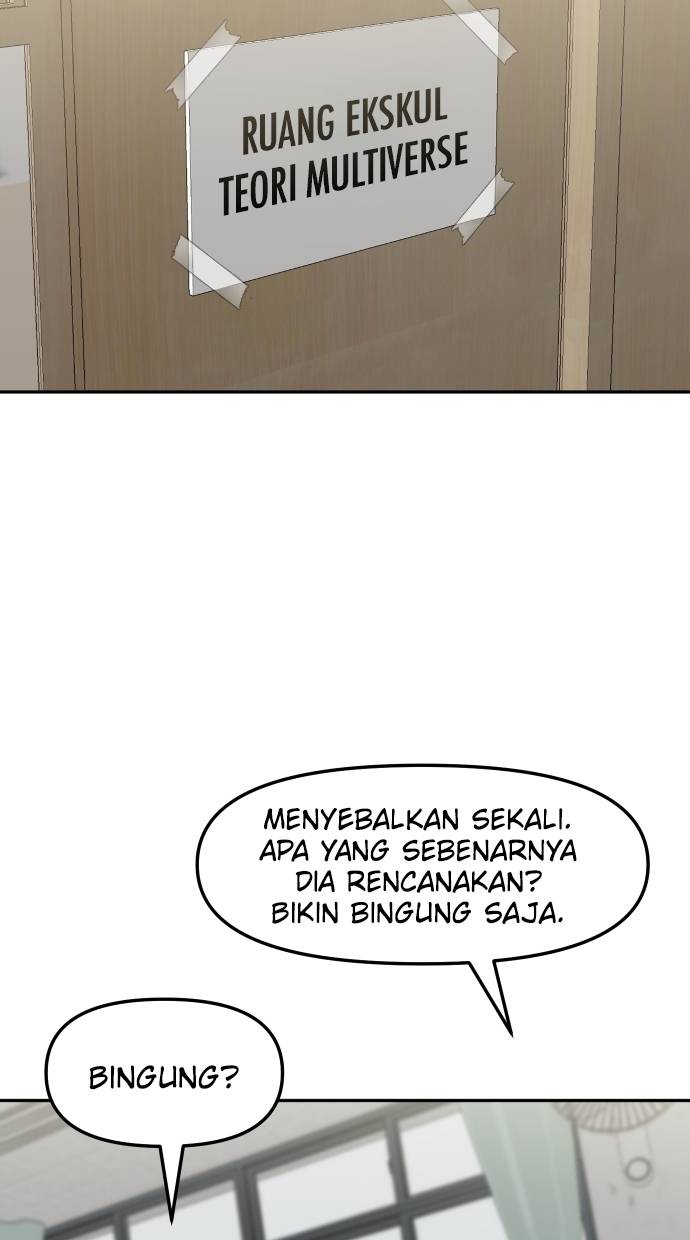 RUANG EKSKUL
TEORI MULTIVERSE
MENYEBALKAN SEKALI.
APA YANG SEBENARNYA
DIA RENCANAKAN?
BIKIN BINGUNG SAJA.
BINGUNG?